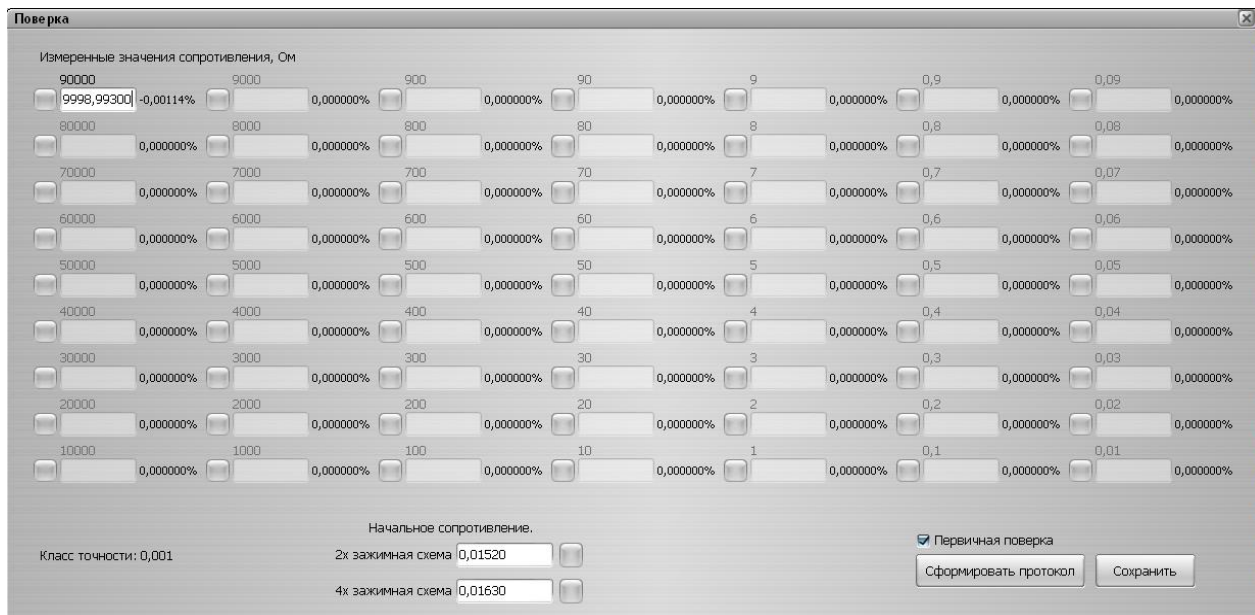 Поверка
Измеренные значения сопротивления, Ом
90000 9000 900 90 9 0,9 0,09
9998,99300 -0,00114% 0,000000% 0,000000% 0,000000% 0,000000% 0,000000% 0,000000%
80000 8000 800 80 8 0,8 0,08
0,000000% 0,000000% 0,000000% 0,000000% 0,000000% 0,000000% 0,000000%
70000 7000 700 70 7 0,7 0,07
0,000000% 0,000000% 0,000000% 0,000000% 0,000000% 0,000000% 0,000000%
60000 6000 600 60 6 0,6 0,06
0,000000% 0,000000% 0,000000% 0,000000% 0,000000% 0,000000% 0,000000%
50000 5000 500 50 5 0,5 0,05
0,000000% 0,000000% 0,000000% 0,000000% 0,000000% 0,000000% 0,000000%
40000 4000 400 40 4 0,4 0,04
0,000000% 0,000000% 0,000000% 0,000000% 0,000000% 0,000000% 0,000000%
30000 3000 300 30 3 0,3 0,03
0,000000% 0,000000% 0,000000% 0,000000% 0,000000% 0,000000% 0,000000%
20000 2000 200 20 2 0,2 0,02
0,000000% 0,000000% 0,000000% 0,000000% 0,000000% 0,000000% 0,000000%
10000 1000 100 10 1 0,1 0,01
0,000000% 0,000000% 0,000000% 0,000000% 0,000000% 0,000000% 0,000000%
Начальное сопротивление.
Класс точности: 0,001
2х зажимная схема 0,01520
4х зажимная схема 0,01630
Первичная поверка
Сформировать протокол Сохранить